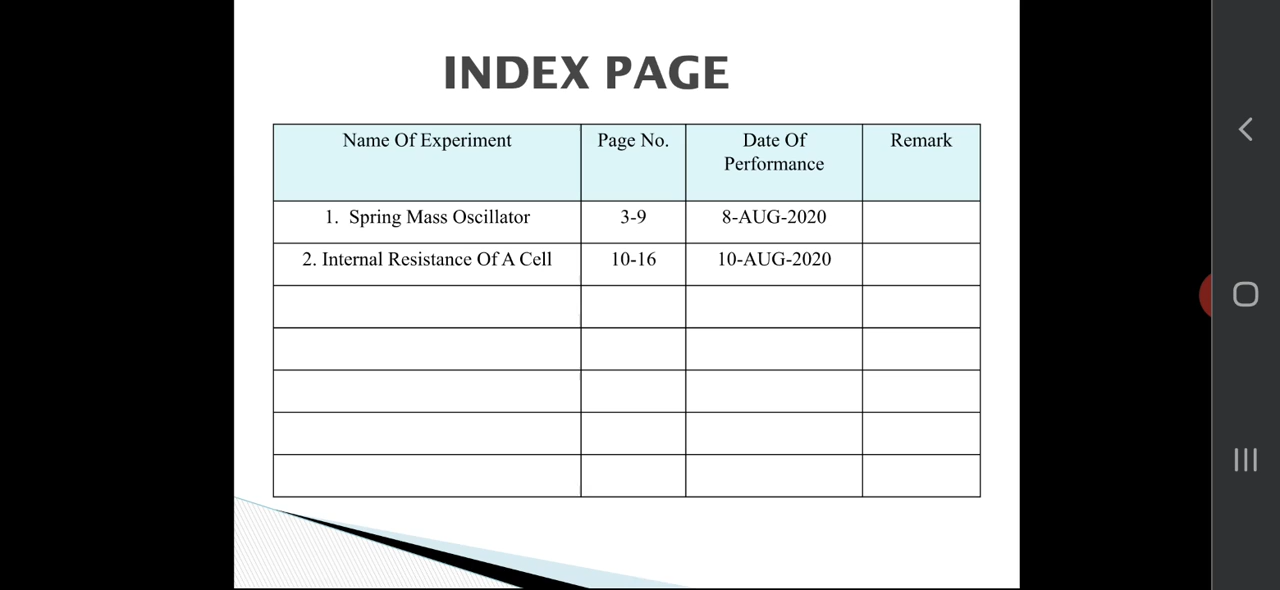 INDEX PAGE
Name Of Experiment Page No. Date Of Performance Remark
1. Spring Mass Oscillator 3-9 8-AUG-2020
2. Internal Resistance Of A Cell 10-16 10-AUG-2020